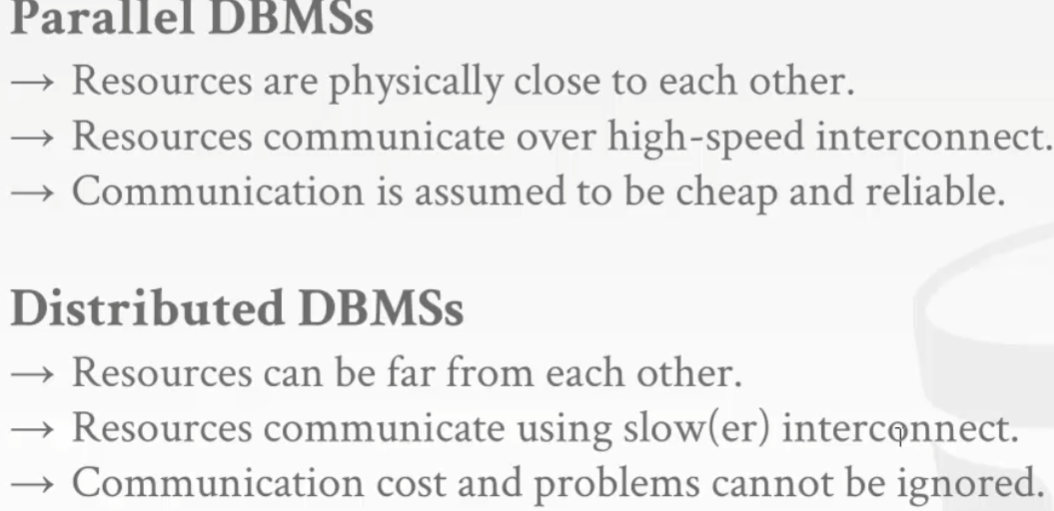 Parallel DBMSs
→ Resources are physically close to each other.
→ Resources communicate over high-speed interconnect.
→ Communication is assumed to be cheap and reliable.
Distributed DBMSs
→ Resources can be far from each other.
→ Resources communicate using slow(er) interconnect.
→ Communication cost and problems cannot be ignored.